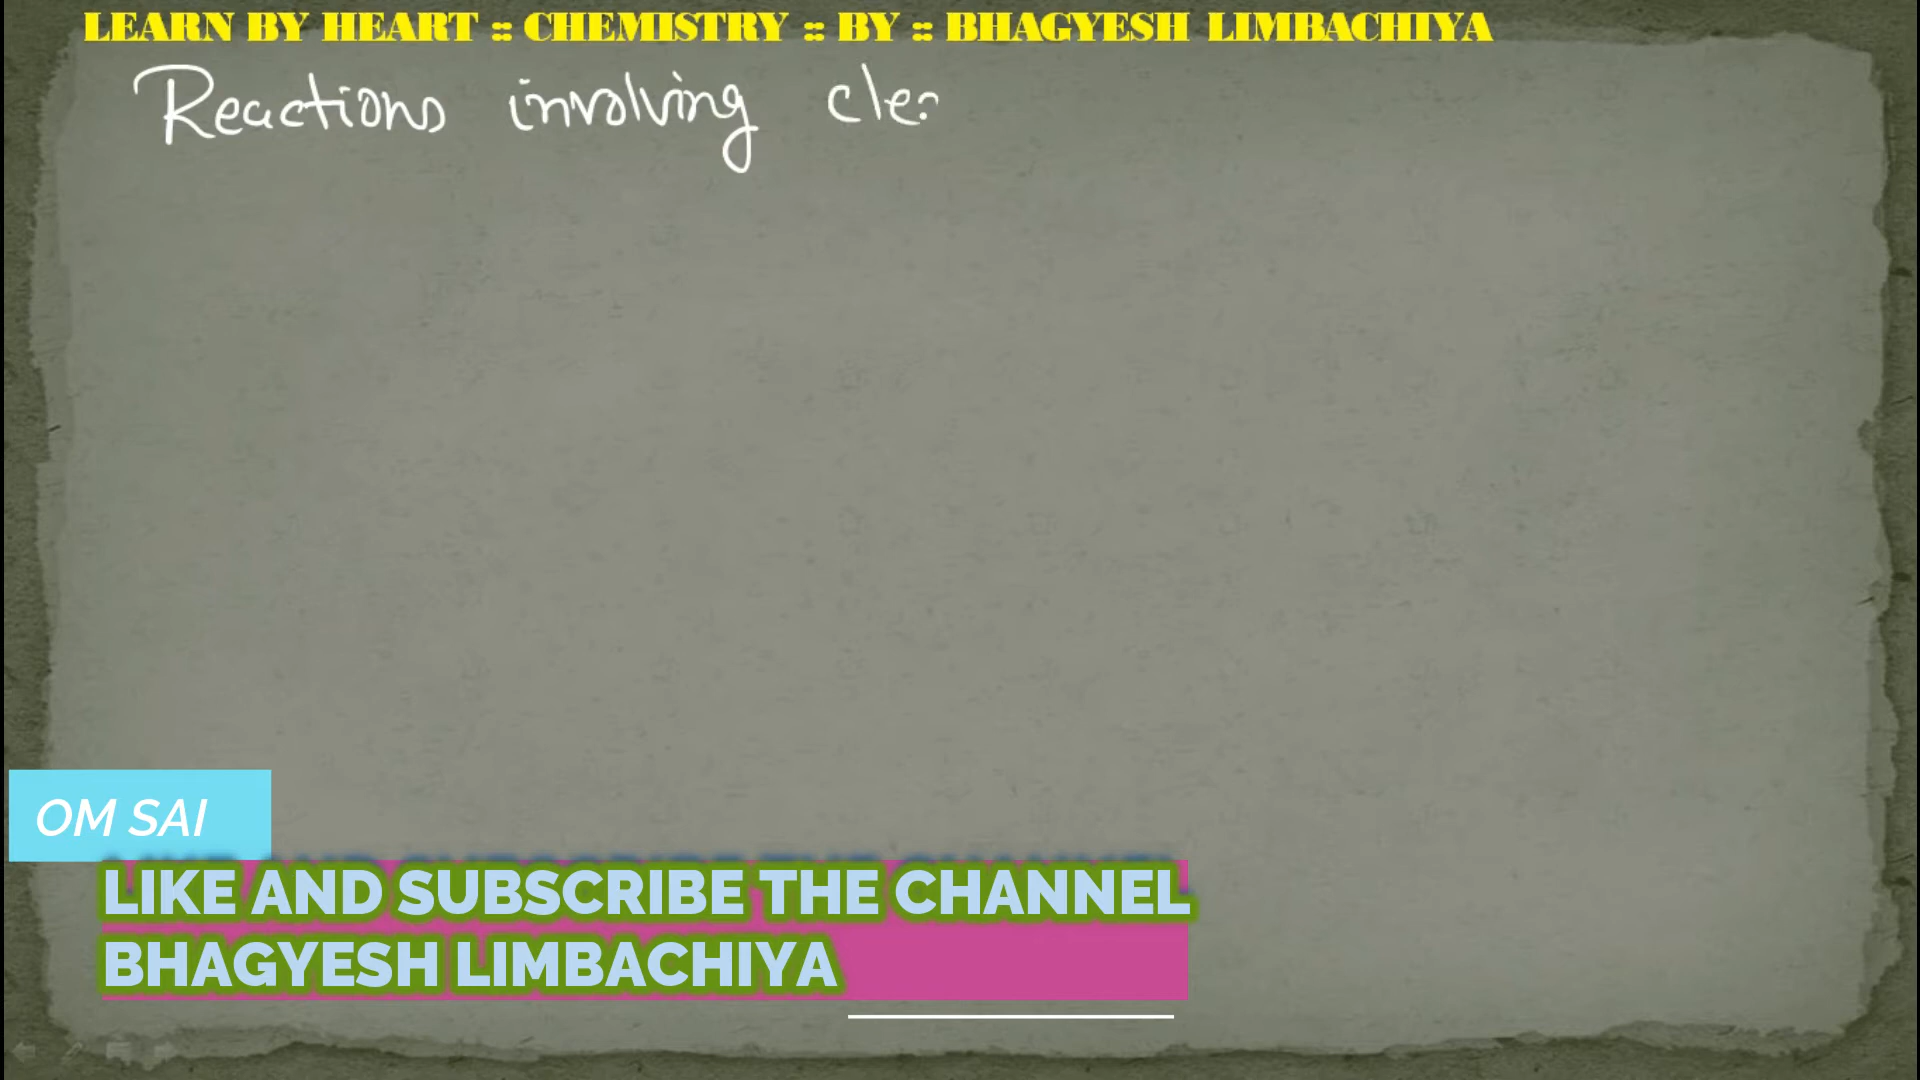 LEARN BY HEART :: CHEMISTRY :: BY :: BHAGYESH LIMBACHIYA
Reactions involving
OM SAI
LIKE AND SUBSCRIBE THE CHANNEL
BHAGYESH LIMBACHIYA